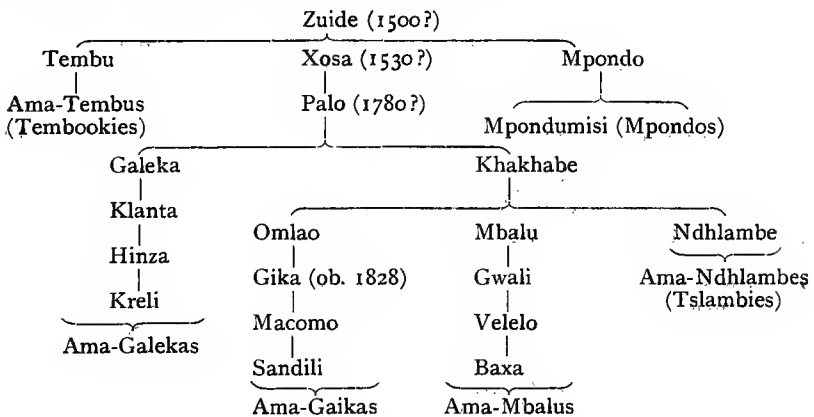 Zuide (1500?)
Tembu Xosa (1530?) Mpondo
Ama-Tembus Palo (1780?)
(Tembookies) Mpondumisi (Mpondos)
Galeka Khakhabe
Klanta
Omlao Mbalu Ndhlambe
Hinza
Gika (ob. 1828) Gwali Ama-Ndhlambes
(Tslambies)
Kreli
Macomo Velelo
Ama-Galekas
Sandili Baxa
Ama-Gaikas Ama-Mbalus